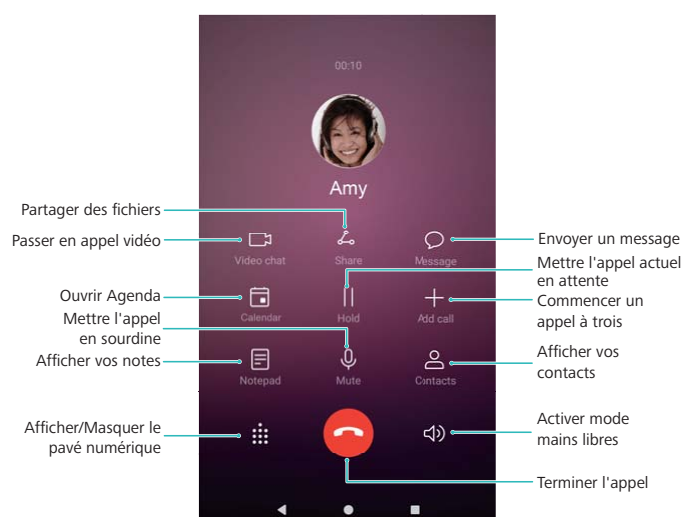 00:10
Amy
Partager des fichiers
Passer en appel vidéo
Envoyer un message
Video chat
Share
Message
Mettre l'appel actuel
en attente
Ouvrir Agenda
Commencer un
appel à trois
Calendar
Hold
Add call
Mettre l'appel
en sourdine
Afficher vos notes
Afficher vos
contacts
Notepad
Mute
Contacts
Afficher/Masquer le
pavé numérique
Activer mode
mains libres
Terminer l'appel